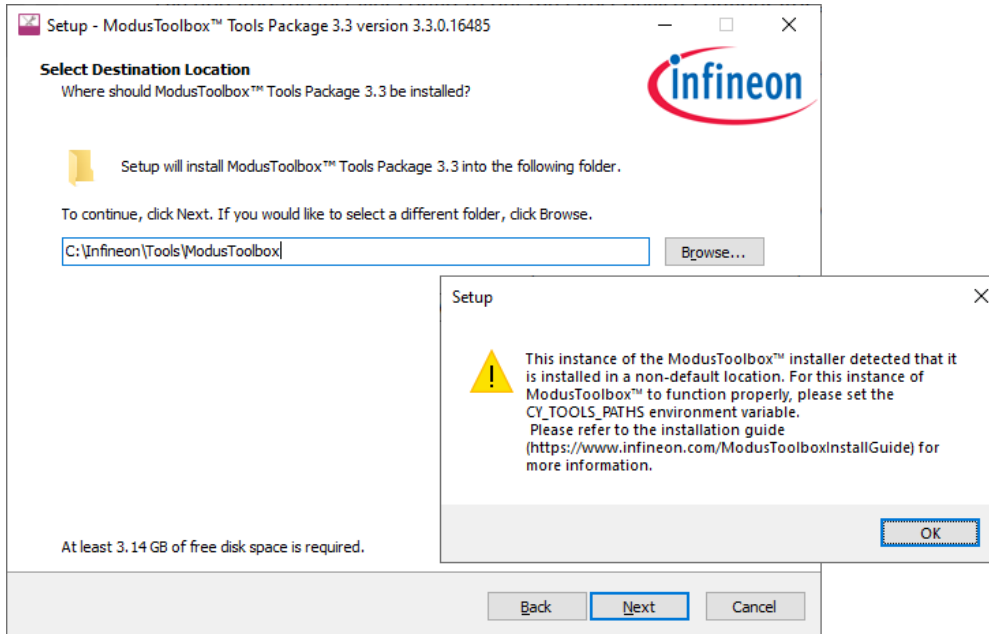 Setup - ModusToolbox™ Tools Package 3.3 version 3.3.0.16485
Select Destination Location
Where should ModusToolbox™ Tools Package 3.3 be installed?
infineon
Setup will install ModusToolbox™ Tools Package 3.3 into the following folder.
To continue, click Next. If you would like to select a different folder, click Browse.
C:\Infineon\Tools\ModusToolbox
Browse...
Setup
This instance of the ModusToolbox™ installer detected that it
is installed in a non-default location. For this instance of
ModusToolbox™ to function properly, please set the
CY_TOOLS_PATHS environment variable.
Please refer to the installation guide
(https://www.infineon.com/ModusToolboxInstallGuide) for
more information.
OK
At least 3.14 GB of free disk space is required.
Back
Next
Cancel